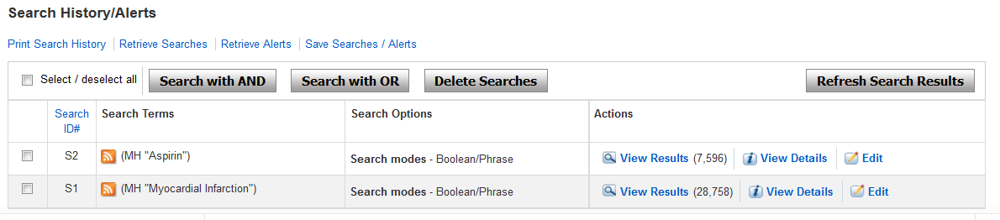 Search History/Alerts
Print Search History Retrieve Searches Retrieve Alerts Save Searches / Alerts
Select / deselect all Search with AND Search with OR Delete Searches Refresh Search Results
Search ID# Search Terms Search Options Actions
S2 (MH "Aspirin") Search modes - Boolean/Phrase View Results (7,596) View Details Edit
S1 (MH "Myocardial Infarction") Search modes - Boolean/Phrase View Results (28,758) View Details Edit